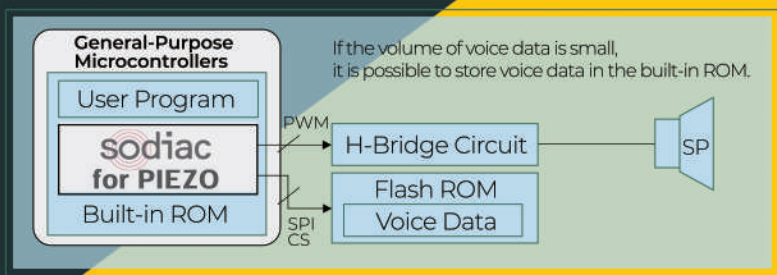 General-Purpose
Microcontrollers
User Program
sodiac
for PIEZO
Built-in ROM
If the volume of voice data is small,
it is possible to store voice data in the built-in ROM.
PWM
H-Bridge Circuit
SP
SPI
CS
Flash ROM
Voice Data